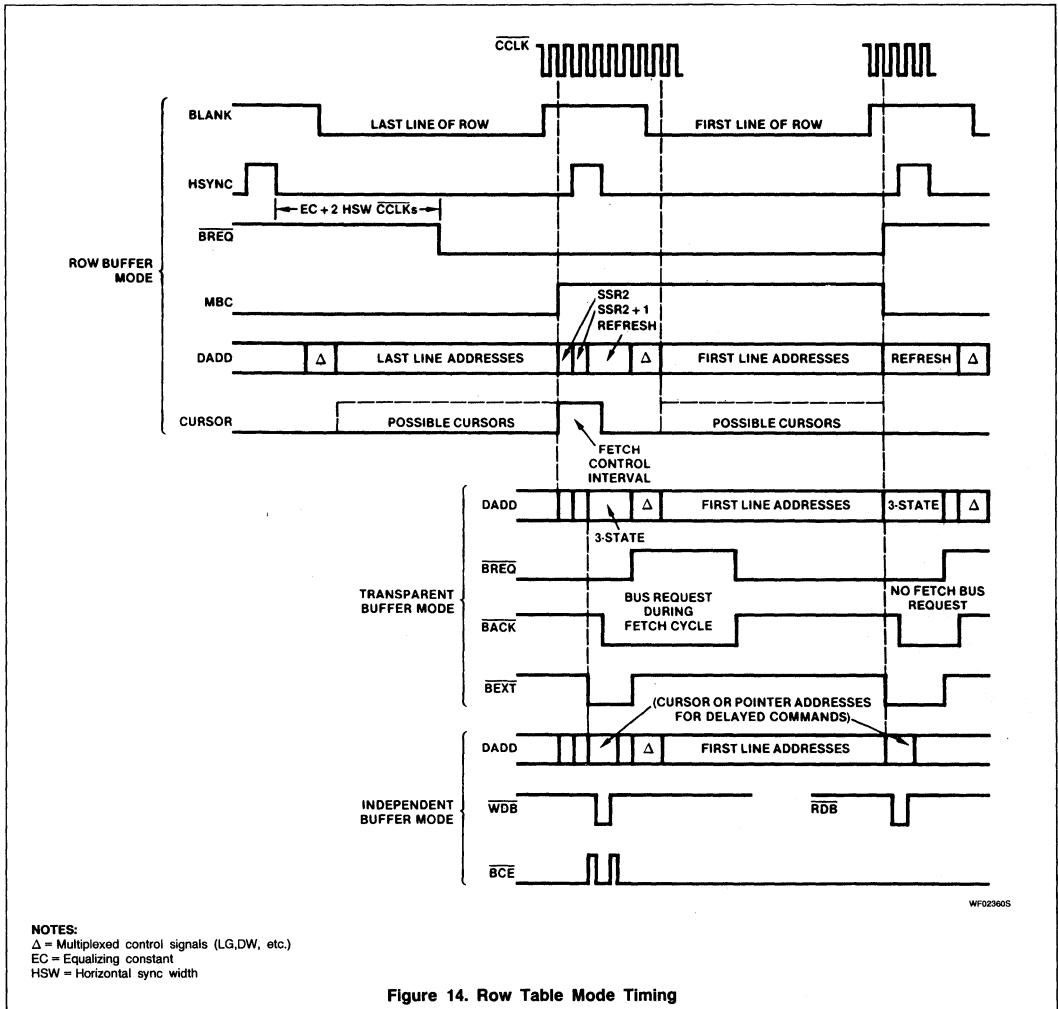 CCLK
BLANK
LAST LINE OF ROW
FIRST LINE OF ROW
HSYNC
EC + 2 HSW CCLKs
BREQ
ROW BUFFER
MODE
MBC
SSR2
SSR2 + 1
REFRESH
DADD
Δ
LAST LINE ADDRESSES
Δ
FIRST LINE ADDRESSES
REFRESH
Δ
CURSOR
POSSIBLE CURSORS
POSSIBLE CURSORS
FETCH
CONTROL
INTERVAL
DADD
Δ
FIRST LINE ADDRESSES
3-STATE
Δ
3-STATE
BREQ
TRANSPARENT
BUFFER MODE
BUS REQUEST
DURING
FETCH CYCLE
NO FETCH BUS
REQUEST
BACK
BEXT
(CURSOR OR POINTER ADDRESSES
FOR DELAYED COMMANDS)
DADD
Δ
FIRST LINE ADDRESSES
INDEPENDENT
BUFFER MODE
WDB
RDB
BCE
WF02360S
NOTES:
Δ = Multiplexed control signals (LG,DW, etc.)
EC = Equalizing constant
HSW = Horizontal sync width
Figure 14. Row Table Mode Timing